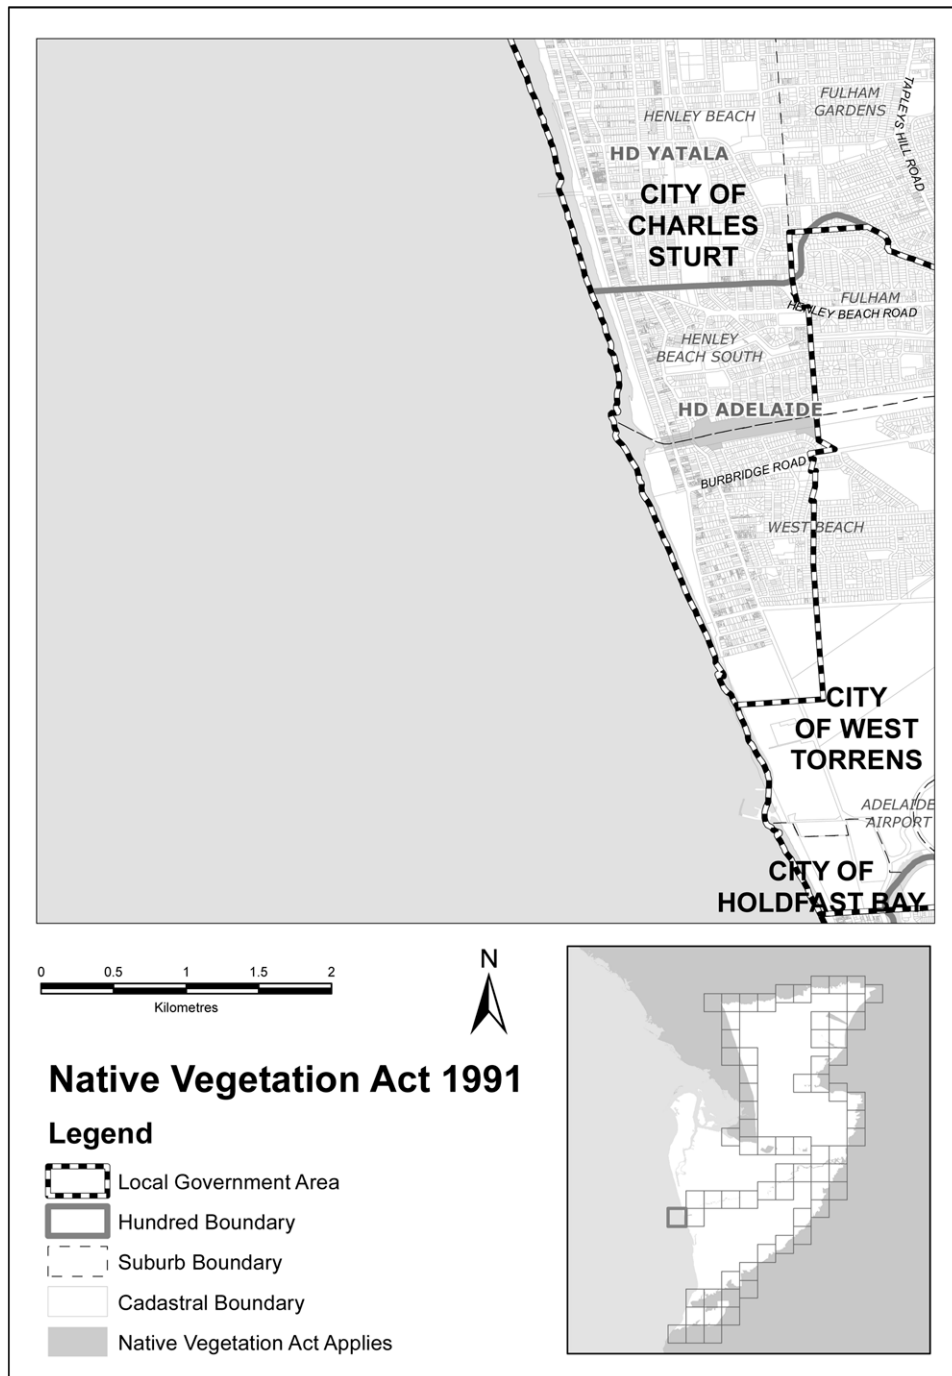 HENLEY BEACH
FULHAM
GARDENS
TAPLEYS HILL ROAD
HD YATALA
CITY OF
CHARLES
STURT
FULHAM
HENLEY BEACH ROAD
HENLEY
BEACH SOUTH
HD ADELAIDE
BURBRIDGE ROAD
WEST BEACH
CITY
OF WEST
TORRENS
ADELAIDE
AIRPORT
CITY OF
HOLDFAST BAY
0 0.5 1 1.5 2
Kilometres
N
Native Vegetation Act 1991
Legend
Local Government Area
Hundred Boundary
Suburb Boundary
Cadastral Boundary
Native Vegetation Act Applies